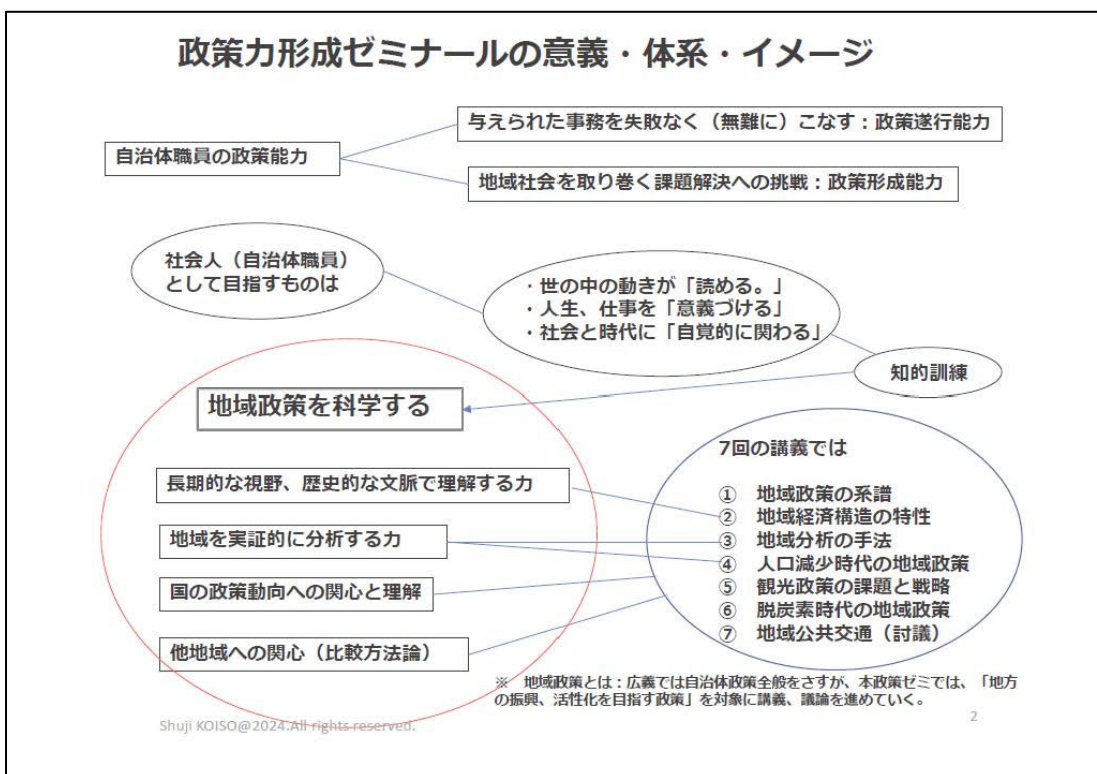 政策力形成ゼミナールの意義・体系・イメージ
自治体職員の政策能力
与えられた事務を失敗なく（無難に）こなす：政策遂行能力
地域社会を取り巻く課題解決への挑戦：政策形成能力
社会人（自治体職員）
として目指すものは
・世の中の動きが「読める。」
・人生、仕事を「意義づける」
・社会と時代に「自覚的に関わる」
知的訓練
地域政策を科学する
長期的な視野、歴史的な文脈で理解する力
地域を実証的に分析する力
国の政策動向への関心と理解
他地域への関心（比較方法論）
7回の講義では
① 地域政策の系譜
② 地域経済構造の特性
③ 地域分析の手法
④ 人口減少時代の地域政策
⑤ 観光政策の課題と戦略
⑥ 脱炭素時代の地域政策
⑦ 地域公共交通（討議）
※ 地域政策とは：広義では自治体政策全般をさすが、本政策ゼミでは、「地方
の振興、活性化を目指す政策」を対象に講義、議論を進めていく。
Shuji KOISO@2024.All rights reserved.
2